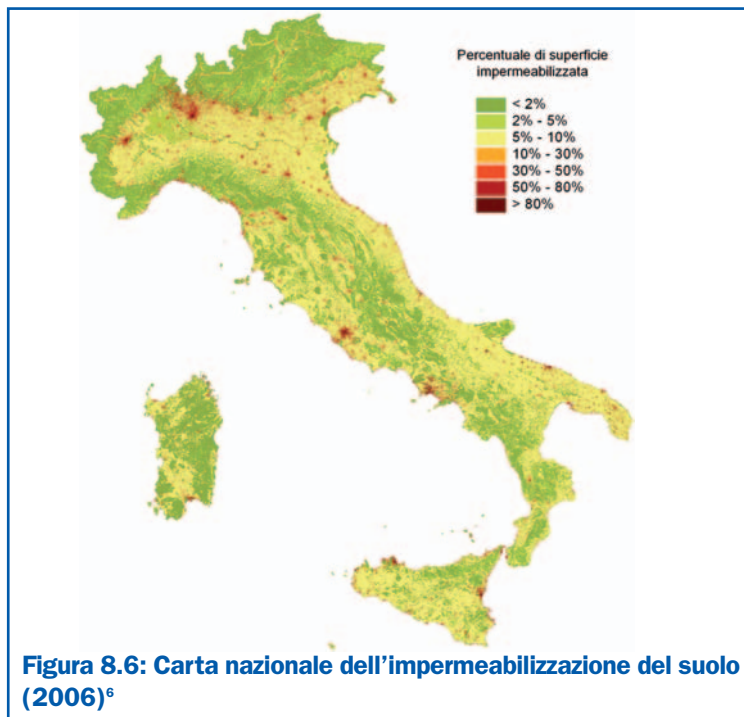 Percentuale di superficie
impermeabilizzata
< 2%
2% - 5%
5% - 10%
10% - 30%
30% - 50%
50% - 80%
> 80%
Figura 8.6: Carta nazionale dell’impermeabilizzazione del suolo
(2006)⁶